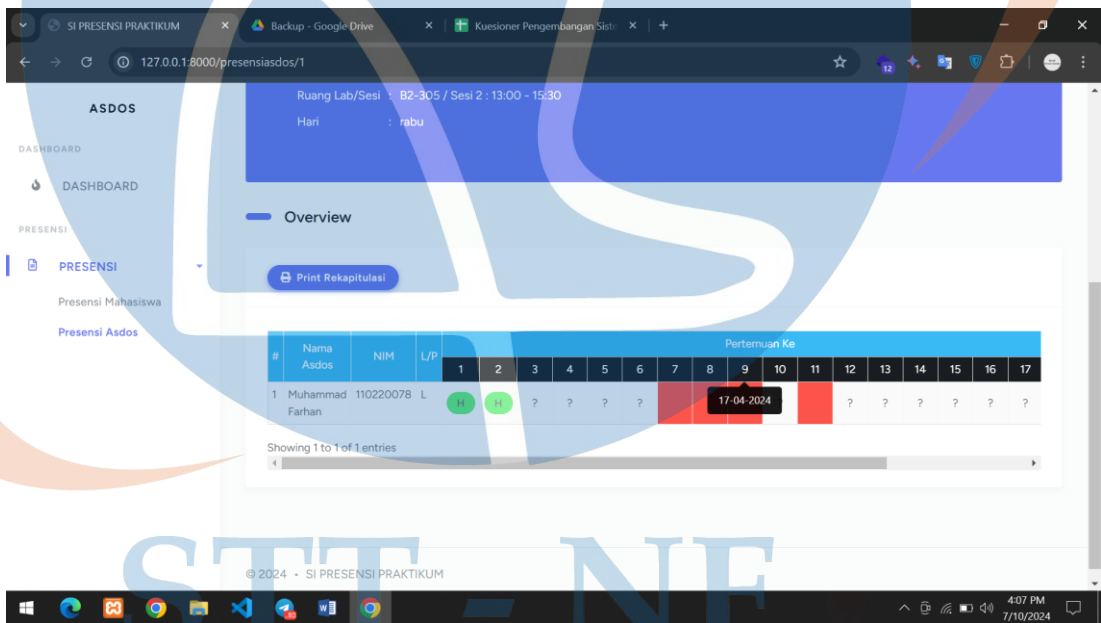 SI PRESENSI PRAKTIKUM
Backup - Google Drive
Kuesioner Pengembangan Siste
127.0.0.1:8000/presensiasdos/1
12
ASDOS
DASHBOARD
DASHBOARD
PRESENSI
PRESENSI
Presensi Mahasiswa
Presensi Asdos
Ruang Lab/Sesi : B2-305 / Sesi 2 : 13:00 - 15:30
Hari : rabu
Overview
Print Rekapitulasi
# Nama Asdos NIM L/P Pertemuan Ke
1 2 3 4 5 6 7 8 9 10 11 12 13 14 15 16 17
17-04-2024
1 Muhammad Farhan 110220078 L H H ? ? ? ? ? ? ? ? ? ?
Showing 1 to 1 of 1 entries
© 2024 • SI PRESENSI PRAKTIKUM
STT - NF
4:07 PM
7/10/2024